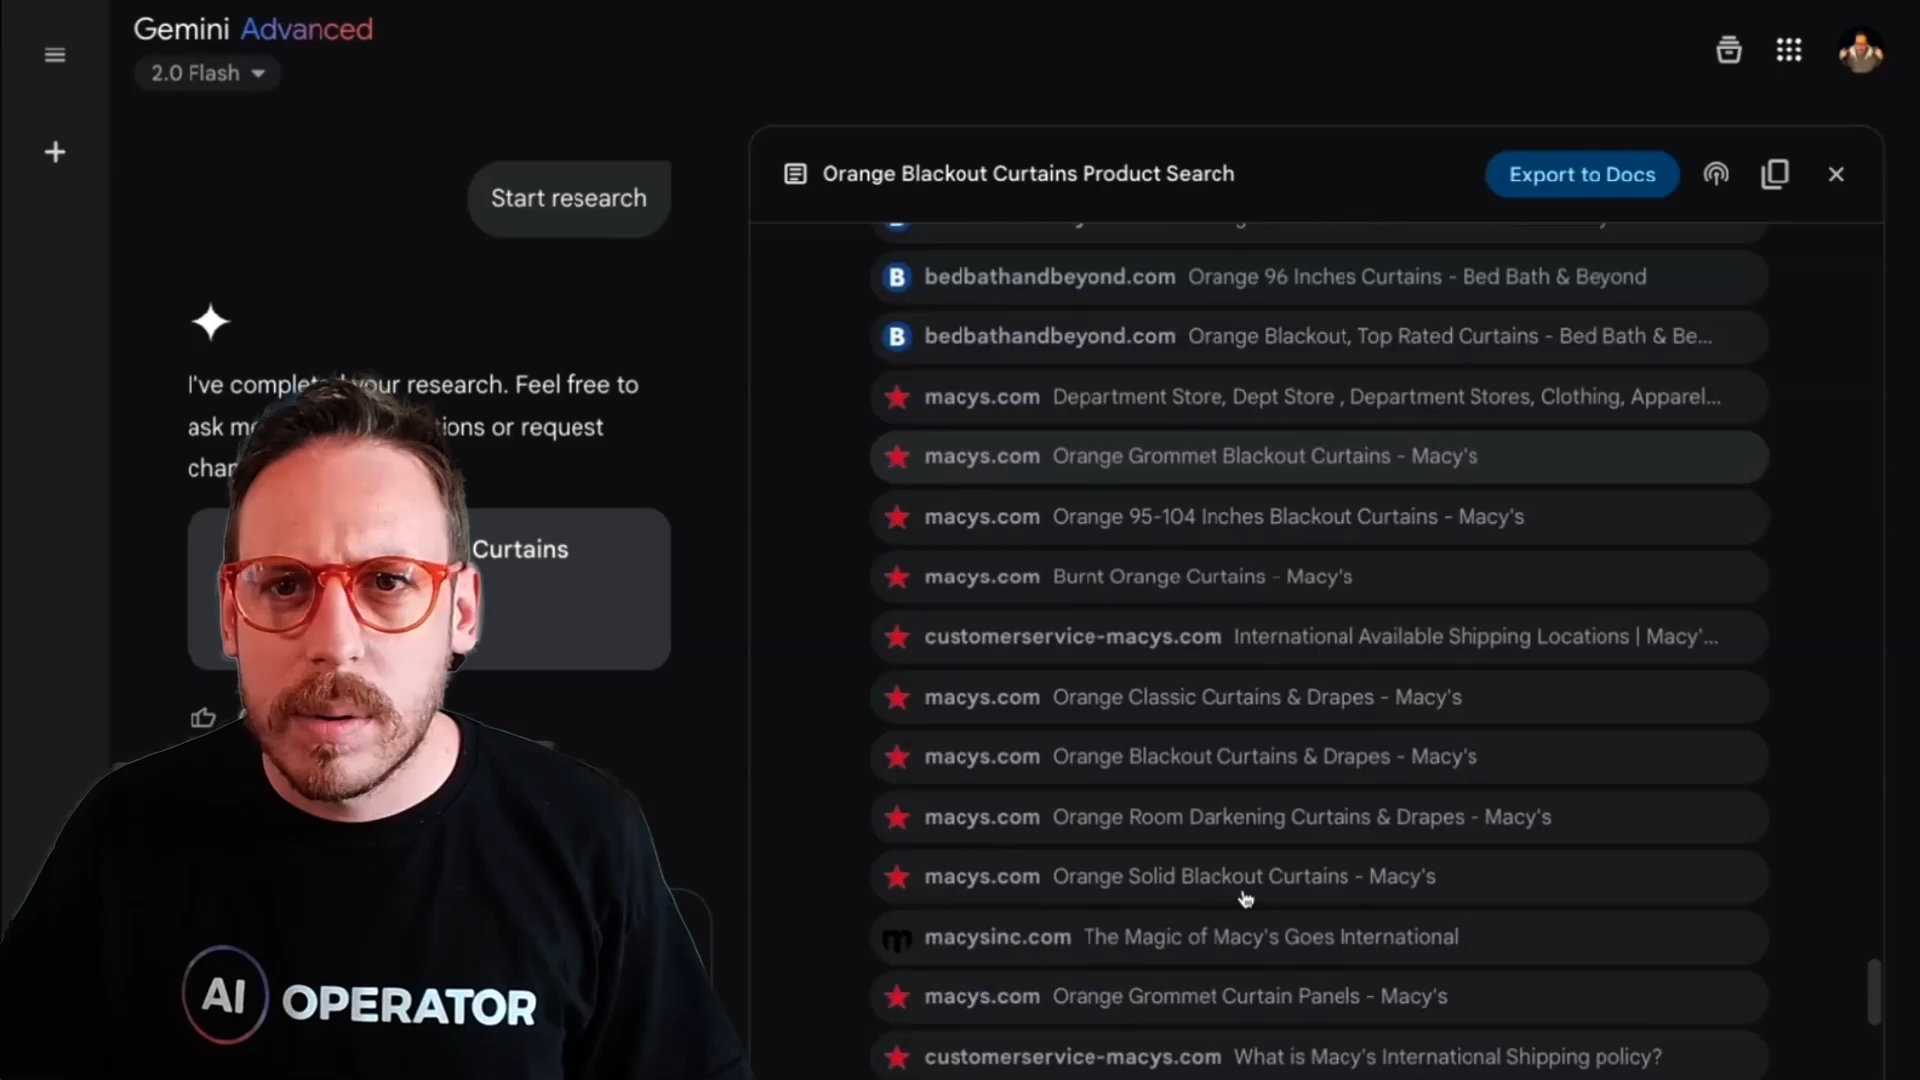 Gemini Advanced
2.0 Flash
Start research
I've comple your research. Feel free to
ask m ions or request
chan
Curtains
Orange Blackout Curtains Product Search
Export to Docs
bedbathandbeyond.com Orange 96 Inches Curtains - Bed Bath & Beyond
bedbathandbeyond.com Orange Blackout, Top Rated Curtains - Bed Bath & Be...
macys.com Department Store, Dept Store , Department Stores, Clothing, Apparel...
macys.com Orange Grommet Blackout Curtains - Macy's
macys.com Orange 95-104 Inches Blackout Curtains - Macy's
macys.com Burnt Orange Curtains - Macy's
customerservice-macys.com International Available Shipping Locations | Macy'...
macys.com Orange Classic Curtains & Drapes - Macy's
macys.com Orange Blackout Curtains & Drapes - Macy's
macys.com Orange Room Darkening Curtains & Drapes - Macy's
macys.com Orange Solid Blackout Curtains - Macy's
macysinc.com The Magic of Macy's Goes International
macys.com Orange Grommet Curtain Panels - Macy's
customerservice-macys.com What is Macy's International Shipping policy?
AI OPERATOR